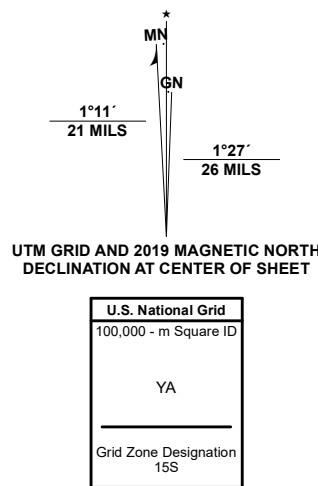 ★
MN
GN
1°11´
21 MILS
1°27´
26 MILS
UTM GRID AND 2019 MAGNETIC NORTH
DECLINATION AT CENTER OF SHEET
U.S. National Grid
100,000 - m Square ID
YA
Grid Zone Designation
15S